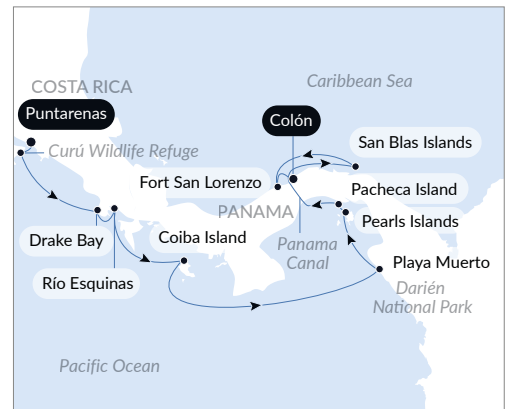 COSTA RICA
Caribbean Sea
Puntarenas
Colón
San Blas Islands
Curú Wildlife Refuge
Fort San Lorenzo
Pacheca Island
PANAMA
Pearls Islands
Drake Bay
Coiba Island
Panama
Canal
Playa Muerto
Río Esquinas
Darién
National Park
Pacific Ocean